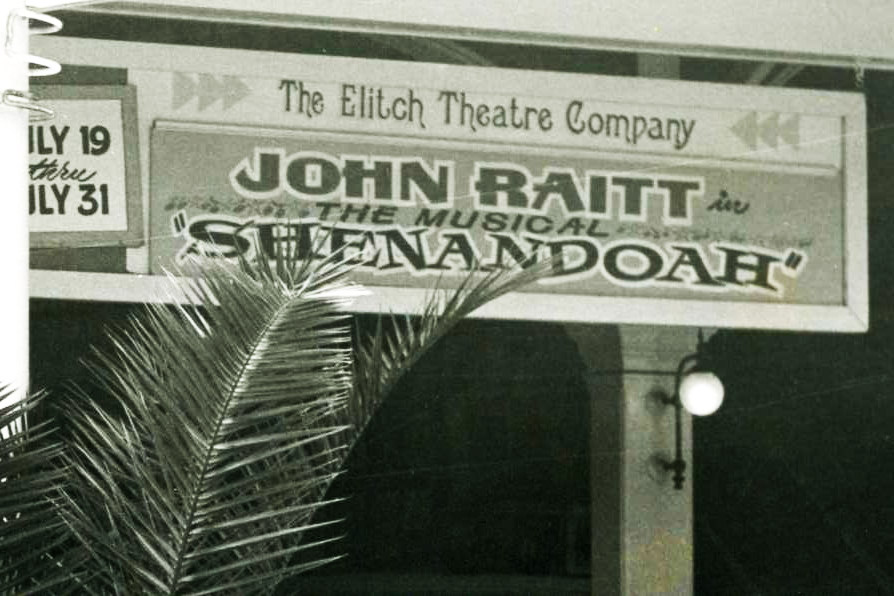 The Elitch Theatre Company
ULY 19
thru
ULY 31
JOHN RAITT in
THE MUSICAL
"SHENANDOAH"